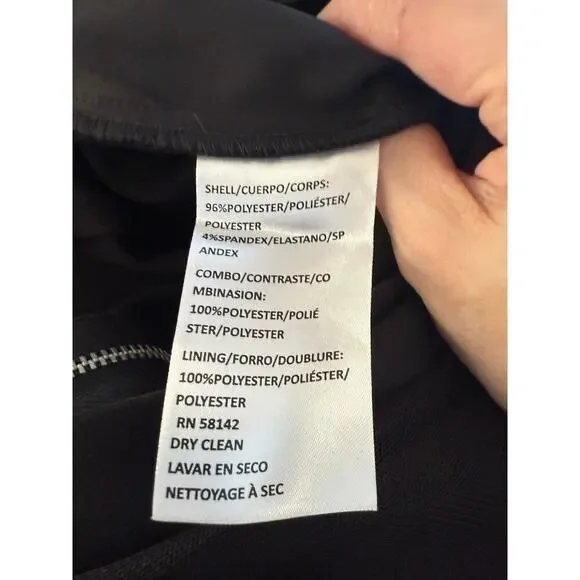 SHELL/CUERPO/CORPS:
96%POLYESTER/POLIÉSTER/
POLYESTER
4%SPANDEX/ELASTANO/SP
ANDEX
COMBO/CONTRASTE/CO
MBINASION:
100%POLYESTER/POLIÉ
STER/POLYESTER
LINING/FORRO/DOUBLURE:
100%POLYESTER/POLIÉSTER/
POLYESTER
RN 58142
DRY CLEAN
LAVAR EN SECO
NETTOYAGE À SEC